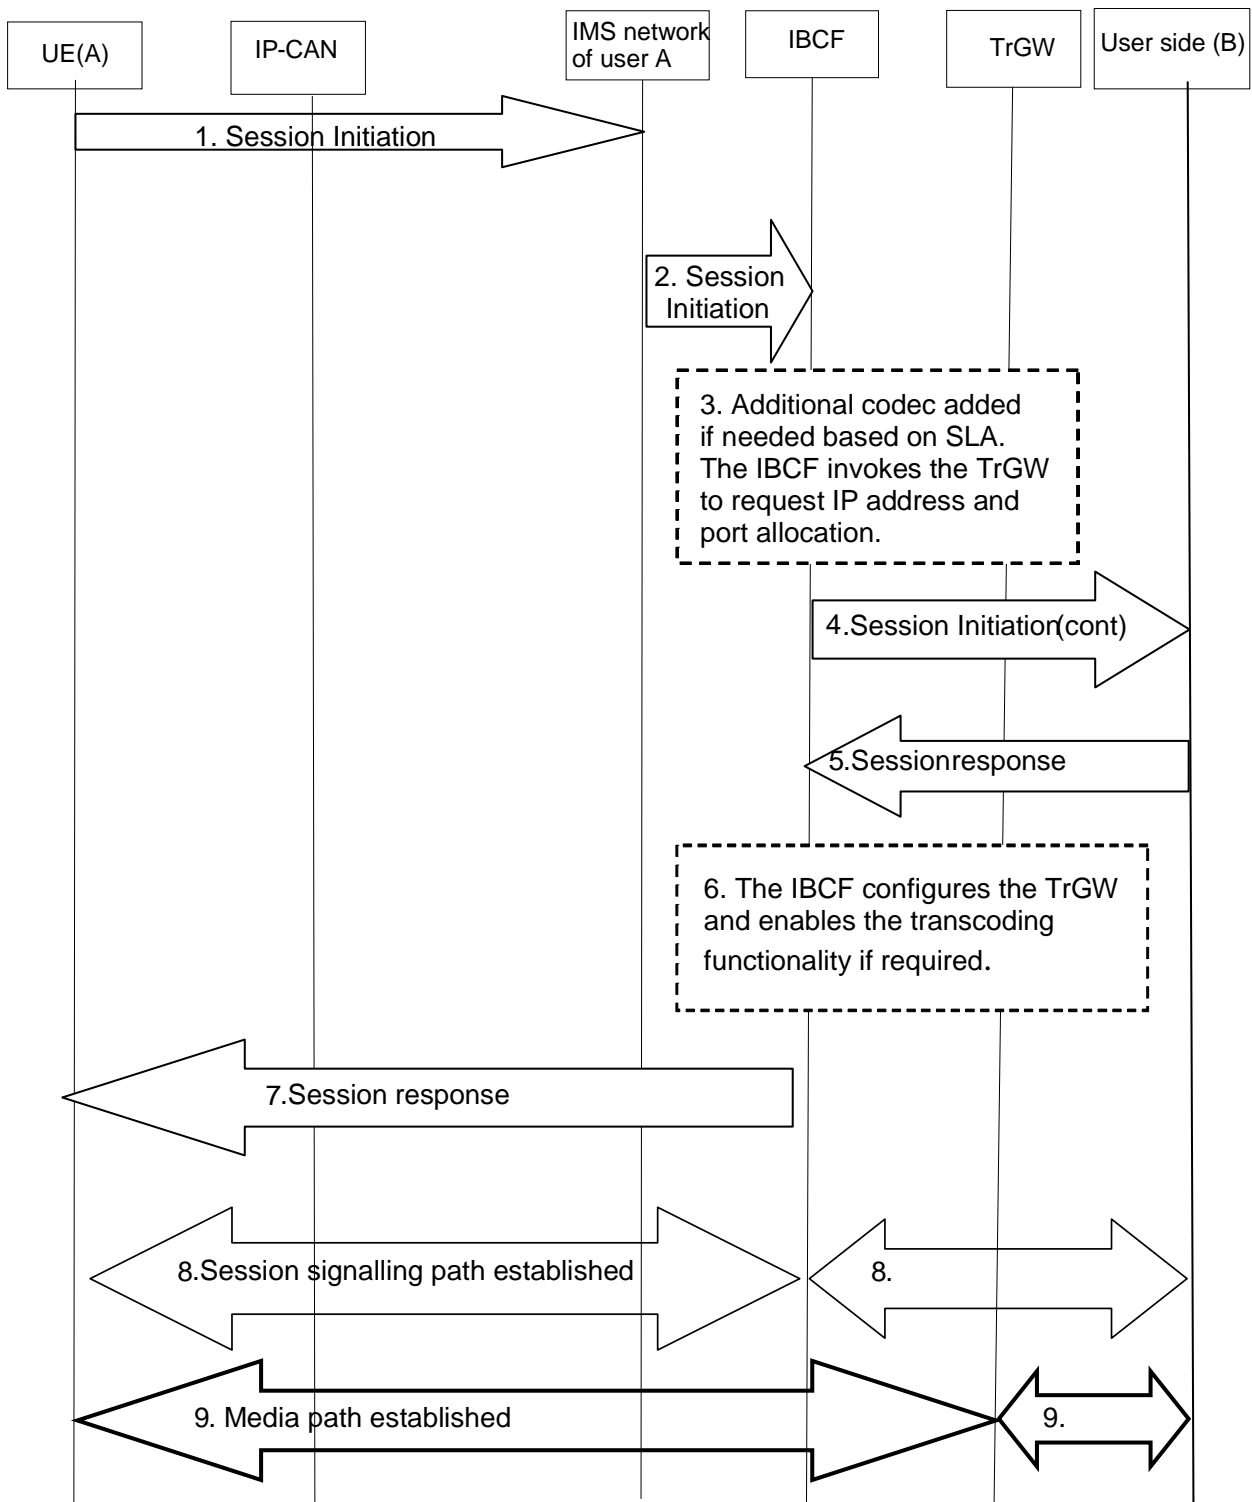 UE(A)
IP-CAN
IMS network
of user A
IBCF
TrGW
User side (B)
1. Session Initiation
2. Session
Initiation
3. Additional codec added
if needed based on SLA.
The IBCF invokes the TrGW
to request IP address and
port allocation.
4.Session Initiation(cont)
5.Sessionresponse
6. The IBCF configures the TrGW
and enables the transcoding
functionality if required.
7.Session response
8.Session signalling path established
8.
9. Media path established
9.